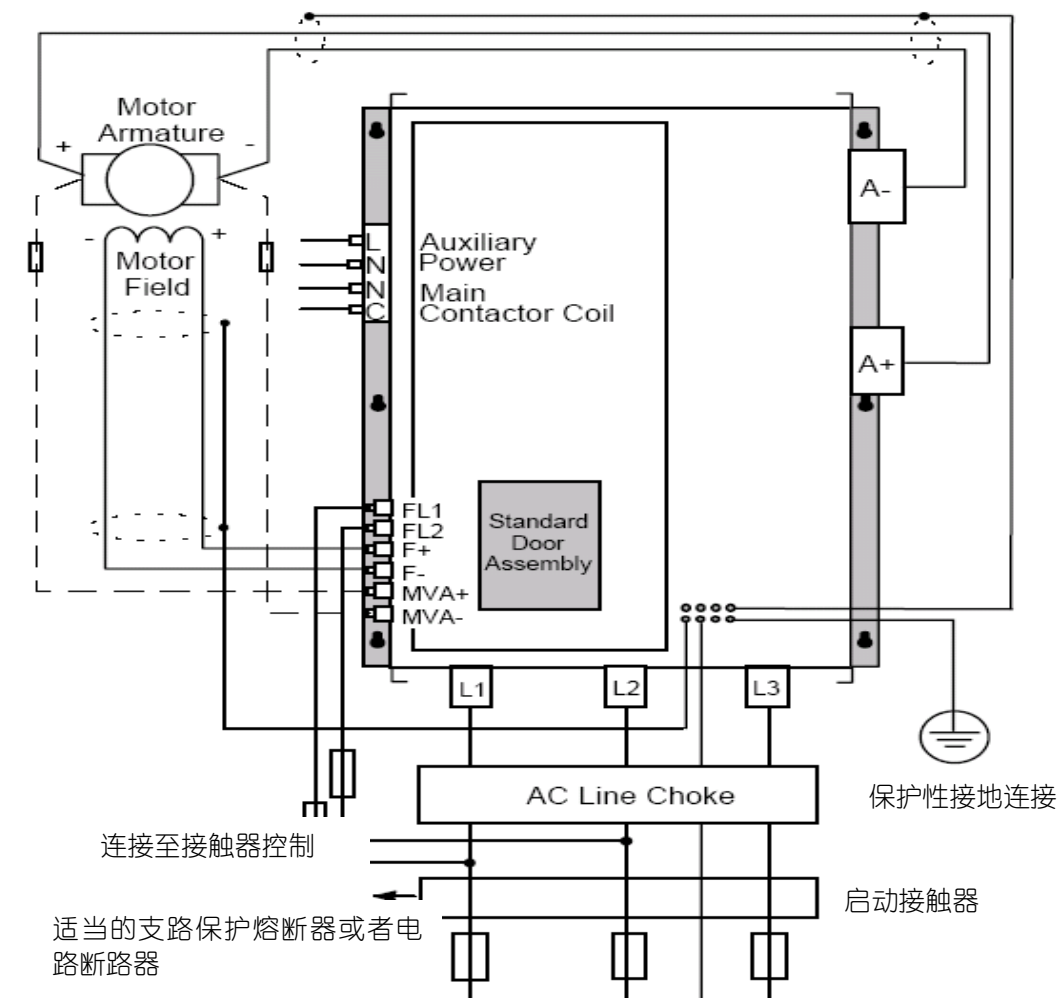 Motor
Armature
+
-
-
+
Motor
Field
L
N
N
C
Auxiliary
Power
Main
Contactor Coil
A-
A+
FL1
FL2
F+
F-
MVA+
MVA-
Standard
Door
Assembly
L1
L2
L3
AC Line Choke
保护性接地连接
连接至接触器控制
启动接触器
适当的支路保护熔断器或者电
路断路器